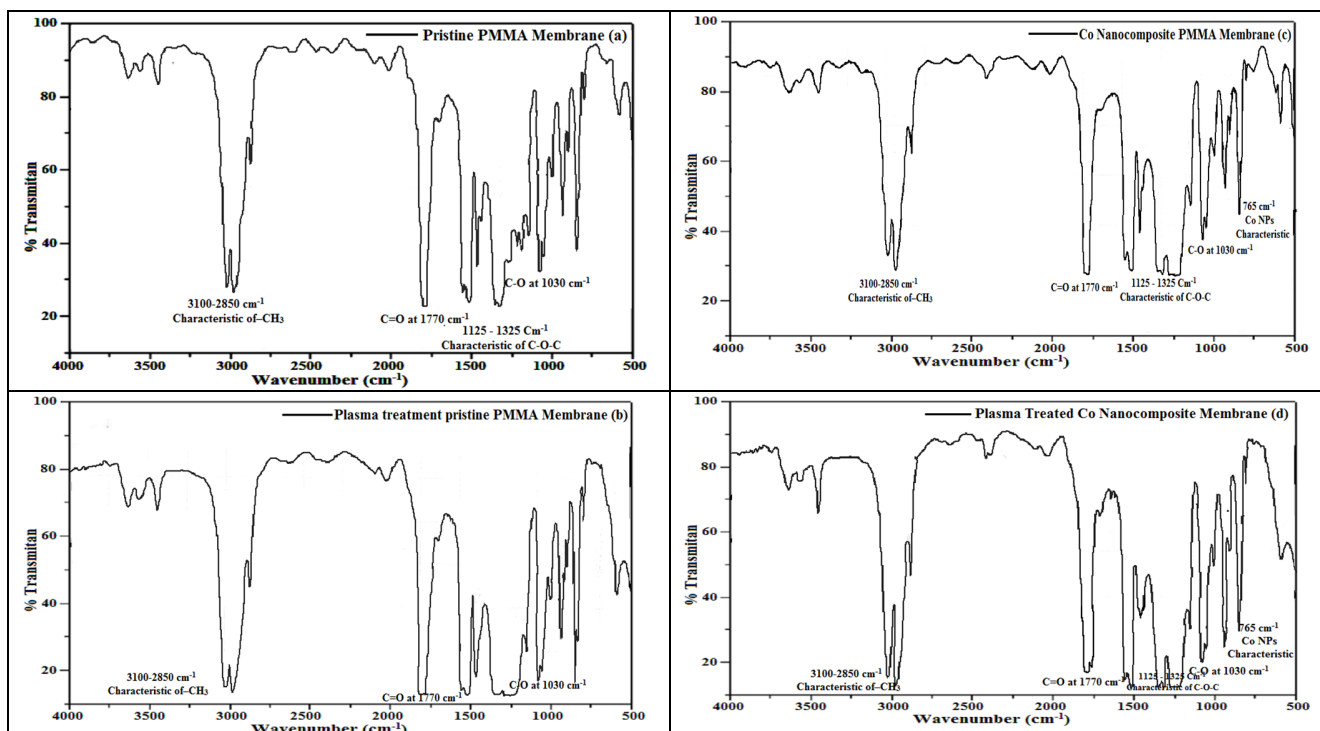 Pristine PMMA Membrane (a)
100
80
60
40
20
% Transmitan
3100-2850 cm⁻¹
Characteristic of–CH₃
C=O at 1770 cm⁻¹
1125 - 1325 Cm⁻¹
Characteristic of C-O-C
C-O at 1030 cm⁻¹
4000 3500 3000 2500 2000 1500 1000 500
Wavenumber (cm⁻¹)
Co Nanocomposite PMMA Membrane (c)
100
80
60
40
20
% Transmitan
3100-2850 cm⁻¹
Characteristic of–CH₃
C=O at 1770 cm⁻¹
1125 - 1325 Cm⁻¹
Characteristic of C-O-C
C-O at 1030 cm⁻¹
765 cm⁻¹
Co NPs
Characteristic
4000 3500 3000 2500 2000 1500 1000 500
Wavenumber (cm⁻¹)
Plasma treatment pristine PMMA Membrane (b)
100
80
60
40
20
% Transmitan
3100-2850 cm⁻¹
Characteristic of–CH₃
C=O at 1770 cm⁻¹
C-O at 1030 cm⁻¹
4000 3500 3000 2500 2000 1500 1000 500
Wavenumber (cm⁻¹)
Plasma Treated Co Nanocomposite Membrane (d)
100
80
60
40
20
% Transmitan
3100-2850 cm⁻¹
Characteristic of–CH₃
C=O at 1770 cm⁻¹
1125 - 1325 Cm⁻¹
Characteristic of C-O-C
C-O at 1030 cm⁻¹
765 cm⁻¹
Co NPs
Characteristic
4000 3500 3000 2500 2000 1500 1000 500
Wavenumber (cm⁻¹)